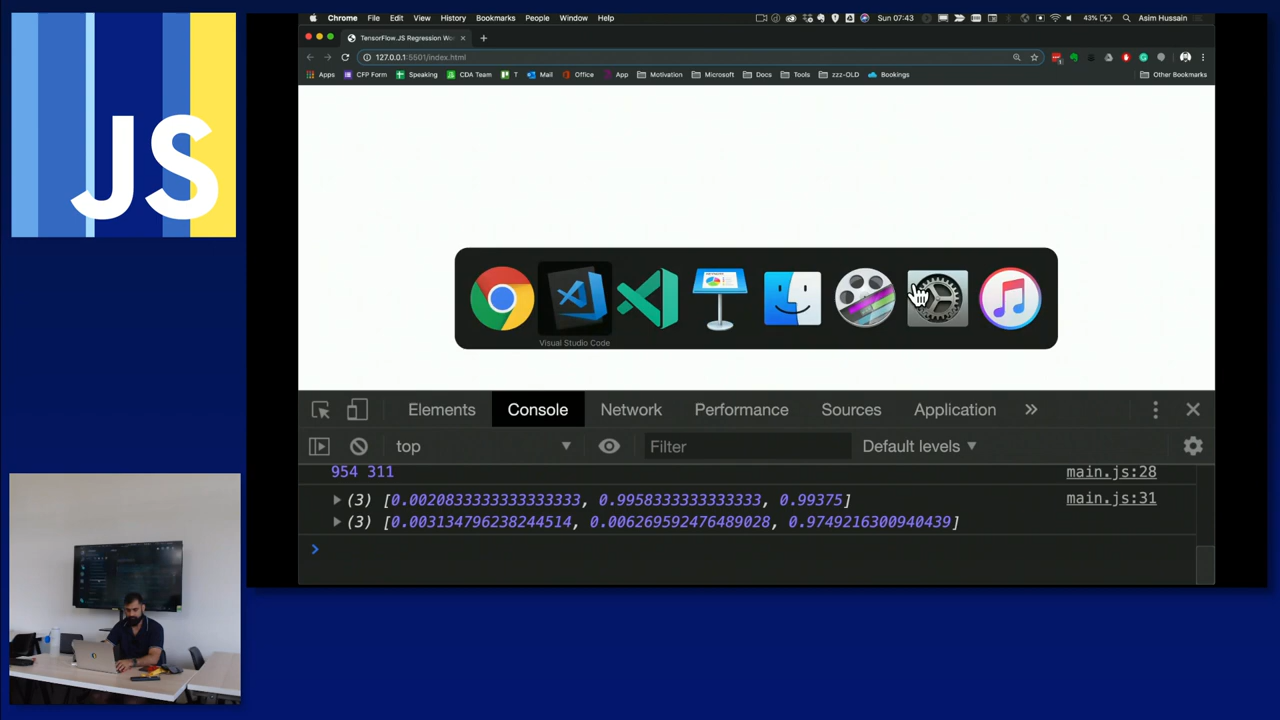 JS
Chrome File Edit View History Bookmarks People Window Help Sun 07:43 43% Asim Hussain
TensorFlow.JS Regression Wo
127.0.0.1:5501/index.html
Apps CFP Form Speaking CDA Team T Mail Office App Motivation Microsoft Docs Tools zzz-OLD Bookings Other Bookmarks
Visual Studio Code
Elements Console Network Performance Sources Application
top Filter Default levels
954 311 main.js:28
(3) [0.0020833333333333333, 0.9958333333333333, 0.99375] main.js:31
(3) [0.003134796238244514, 0.006269592476489028, 0.9749216300940439]